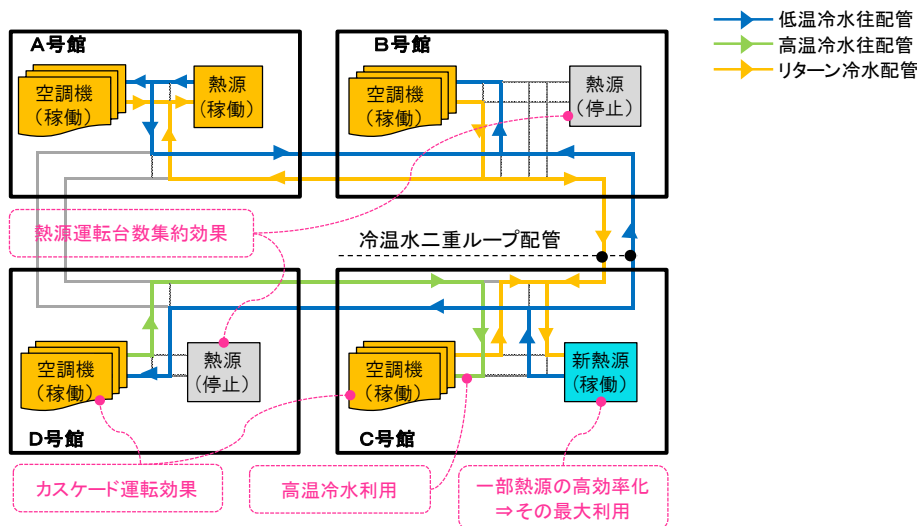 低温冷水往配管
高温冷水往配管
リターン冷水配管
A号館
空調機
(稼働)
熱源
(稼働)
B号館
空調機
(稼働)
熱源
(停止)
熱源運転台数集約効果
冷温水二重ループ配管
空調機
(稼働)
熱源
(停止)
D号館
空調機
(稼働)
新熱源
(稼働)
C号館
カスケード運転効果
高温冷水利用
一部熱源の高効率化
⇒その最大利用